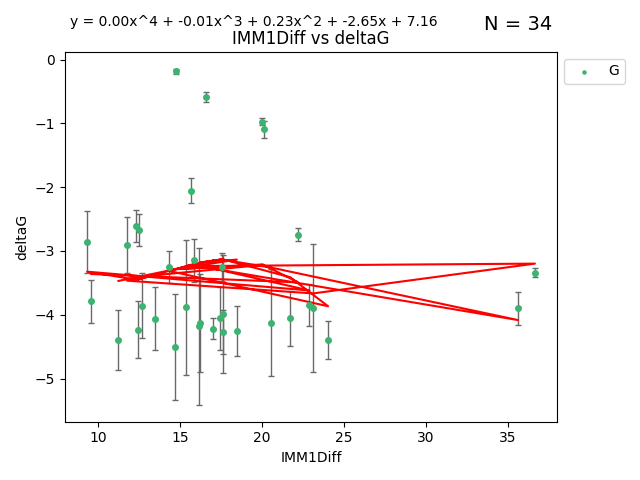 y = 0.00x^4 + -0.01x^3 + 0.23x^2 + -2.65x + 7.16
N = 34
IMM1Diff vs deltaG
G
0
−1
−2
−3
−4
−5
deltaG
10 15 20 25 30 35
IMM1Diff